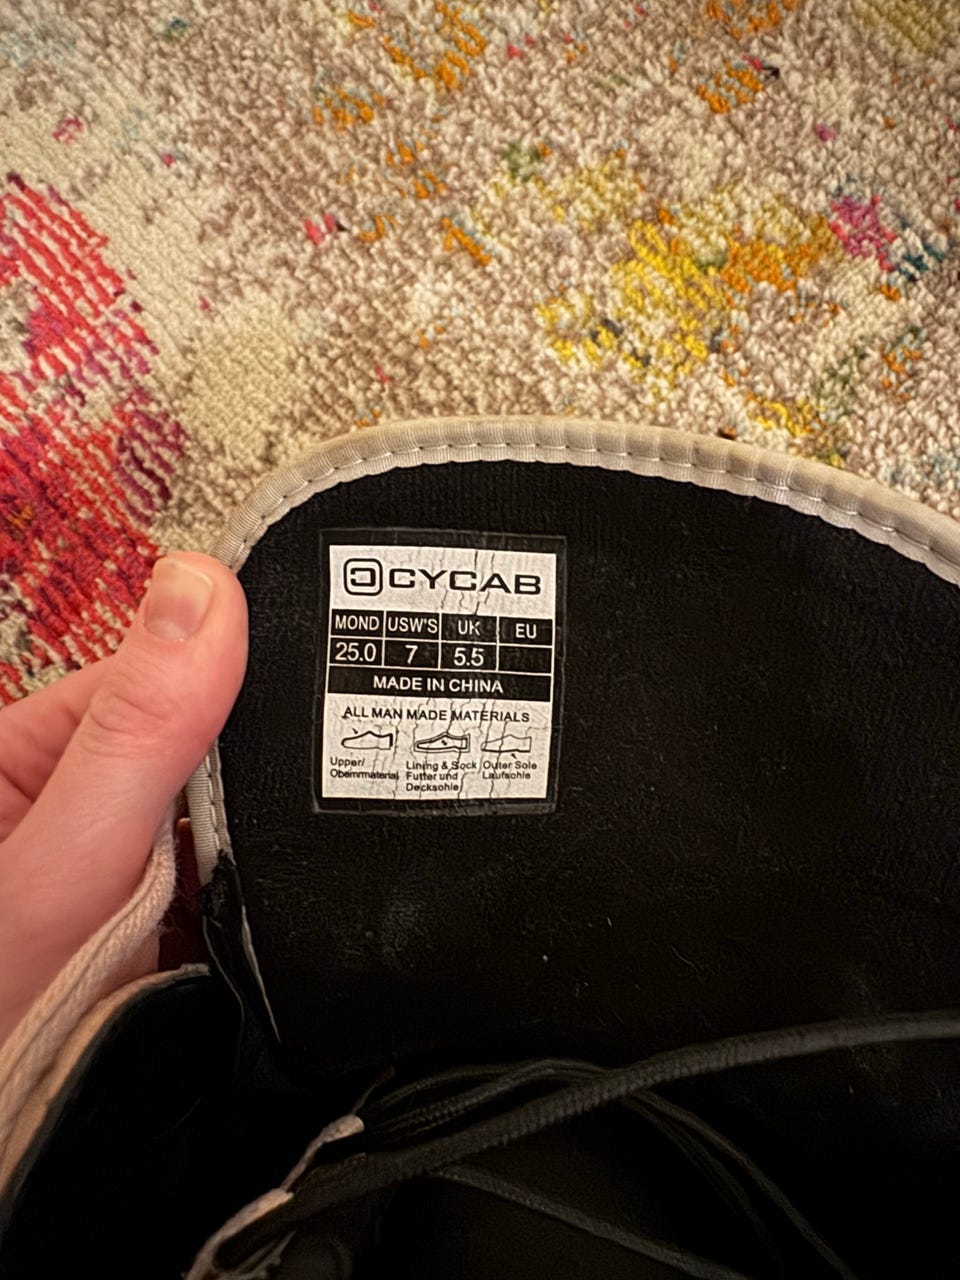 CYCAB
MOND USW'S UK EU
25.0 7 5.5
MADE IN CHINA
ALL MAN MADE MATERIALS
Upper/ Lining & Sock Outer Sole
Obermmaterial Futter und Laufsohle
Decksohle